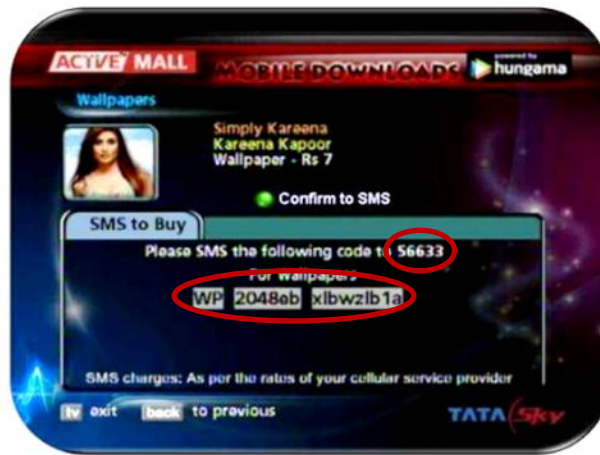 ACTIVE MALL
MOBILE DOWNLOADS
powered by
hungama
Wallpapers
Simply Kareena
Kareena Kapoor
Wallpaper - Rs 7
Confirm to SMS
SMS to Buy
Please SMS the following code to 56633
For Wallpapers
WP 2048eb xlbwzlb1a
SMS charges: As per the rates of your cellular service provider
tv exit back to previous
TATA Sky